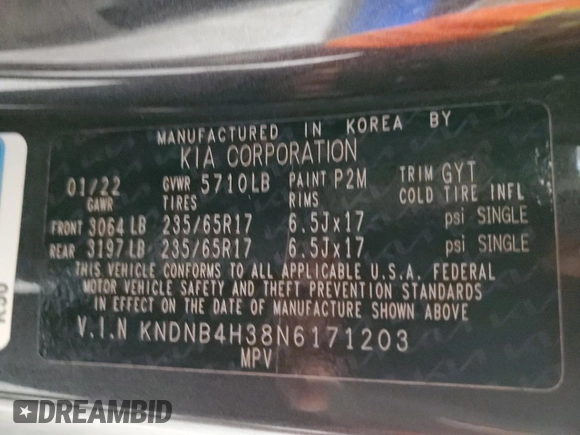 MANUFACTURED IN KOREA BY
KIA CORPORATION
01/22 GVWR 5710LB PAINT P2M TRIM GYT
GAWR TIRES RIMS COLD TIRE INFL
FRONT 3064 LB 235/65R17 6.5Jx17 psi SINGLE
REAR 3197 LB 235/65R17 6.5Jx17 psi SINGLE
THIS VEHICLE CONFORMS TO ALL APPLICABLE U.S.A. FEDERAL
MOTOR VEHICLE SAFETY AND THEFT PREVENTION STANDARDS
IN EFFECT ON THE DATE OF MANUFACTURE SHOWN ABOVE
V.I.N KNDNB4H38N6171203
MPV
DREAMBID